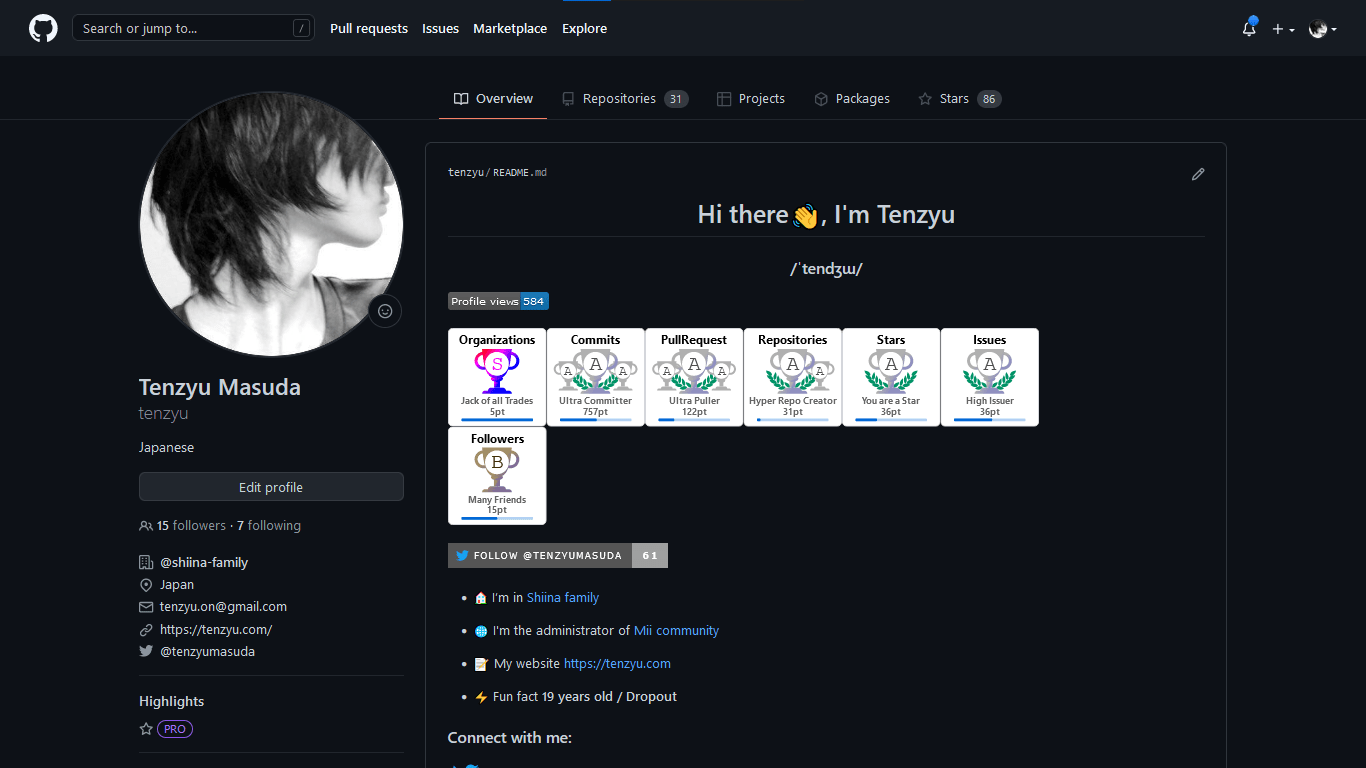 Search or jump to... /
Pull requests Issues Marketplace Explore
Overview Repositories 31 Projects Packages Stars 86
Tenzyu Masuda
tenzyu
Japanese
Edit profile
15 followers · 7 following
@shiina-family
Japan
tenzyu.on@gmail.com
https://tenzyu.com/
@tenzyumasuda
Highlights
PRO
tenzyu/README.md
Hi there👋, I'm Tenzyu
/ˈtendʒɯ/
Profile views 584
Organizations Commits PullRequest Repositories Stars Issues
S A A A A A A A A A A
Jack of all Trades Ultra Committer Ultra Puller Hyper Repo Creator You are a Star High Issuer
5pt 757pt 122pt 31pt 36pt 36pt
Followers
B
Many Friends
15pt
FOLLOW @TENZYUMASUDA 61
• 🏠 I'm in Shiina family
• 🌐 I'm the administrator of Mii community
• 📝 My website https://tenzyu.com
• ⚡ Fun fact 19 years old / Dropout
Connect with me: